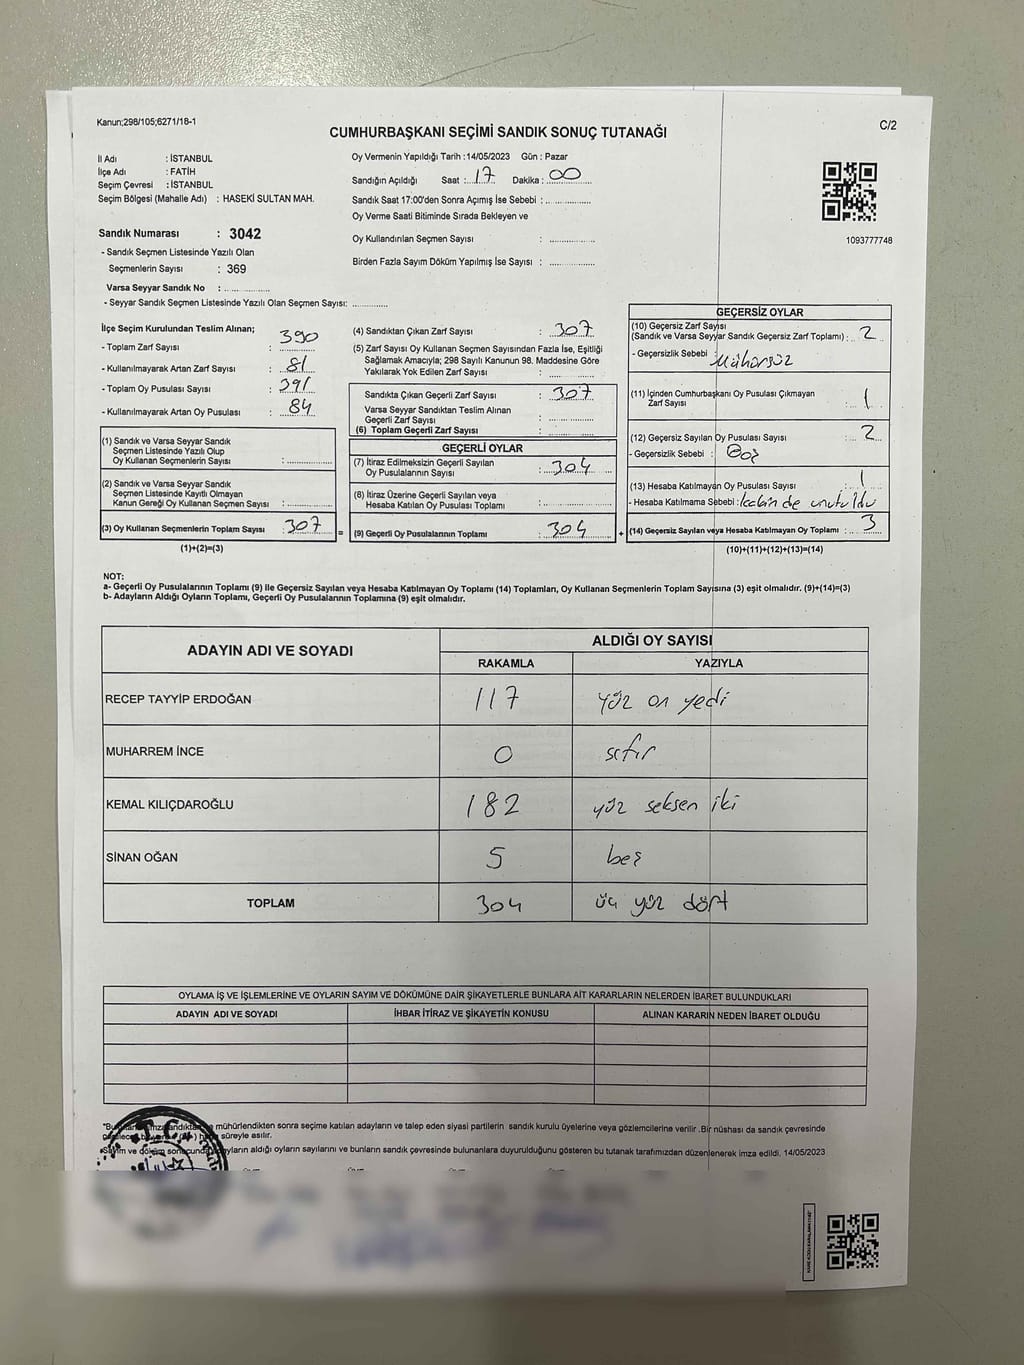 Kanun;298/105;6271/18-1
C/2
CUMHURBAŞKANI SEÇİMİ SANDIK SONUÇ TUTANAĞI
İl Adı : İSTANBUL
İlçe Adı : FATİH
Seçim Çevresi : İSTANBUL
Seçim Bölgesi (Mahalle Adı) : HASEKİ SULTAN MAH.
Sandık Numarası : 3042
- Sandık Seçmen Listesinde Yazılı Olan
Seçmenlerin Sayısı : 369
Varsa Seyyar Sandık No :
- Seyyar Sandık Seçmen Listesinde Yazılı Olan Seçmen Sayısı:
Oy Vermenin Yapıldığı Tarih :14/05/2023 Gün : Pazar
Sandığın Açıldığı Saat : 17 Dakika : 00
Sandık Saat 17:00'den Sonra Açımış İse Sebebi :
Oy Verme Saati Bitiminde Sırada Bekleyen ve
Oy Kullandırılan Seçmen Sayısı :
Birden Fazla Sayım Döküm Yapılmış İse Sayısı :
1093777748
İlçe Seçim Kurulundan Teslim Alınan;
- Toplam Zarf Sayısı : 390
- Kullanılmayarak Artan Zarf Sayısı : 81
- Toplam Oy Pusulası Sayısı : 391
- Kullanılmayarak Artan Oy Pusulası : 84
(1) Sandık ve Varsa Seyyar Sandık
Seçmen Listesinde Yazılı Olup
Oy Kullanan Seçmenlerin Sayısı :
(2) Sandık ve Varsa Seyyar Sandık
Seçmen Listesinde Kayıtlı Olmayan
Kanun Gereği Oy Kullanan Seçmen Sayısı :
(3) Oy Kullanan Seçmenlerin Toplam Sayısı : 307 =
(1)+(2)=(3)
(4) Sandıktan Çıkan Zarf Sayısı : 307
(5) Zarf Sayısı Oy Kullanan Seçmen Sayısından Fazla İse, Eşitliği
Sağlamak Amacıyla; 298 Sayılı Kanunun 98. Maddesine Göre
Yakılarak Yok Edilen Zarf Sayısı :
Sandıkta Çıkan Geçerli Zarf Sayısı : 307
Varsa Seyyar Sandıktan Teslim Alınan
Geçerli Zarf Sayısı :
(6) Toplam Geçerli Zarf Sayısı :
GEÇERLİ OYLAR
(7) İtiraz Edilmeksizin Geçerli Sayılan
Oy Pusulalarının Sayısı : 304
(8) İtiraz Üzerine Geçerli Sayılan veya
Hesaba Katılan Oy Pusulası Toplamı :
(9) Geçerli Oy Pusulalarının Toplamı : 304 +
GEÇERSİZ OYLAR
(10) Geçersiz Zarf Sayısı
(Sandık ve Varsa Seyyar Sandık Geçersiz Zarf Toplamı) : 2
- Geçersizlik Sebebi : Mühürsüz
(11) İçinden Cumhurbaşkanı Oy Pusulası Çıkmayan
Zarf Sayısı : 1
(12) Geçersiz Sayılan Oy Pusulası Sayısı : 2
- Geçersizlik Sebebi : Boş
(13) Hesaba Katılmayan Oy Pusulası Sayısı : 1
- Hesaba Katılmama Sebebi : kabin de unutuldu
(14) Geçersiz Sayılan veya Hesaba Katılmayan Oy Toplamı : 3
(10)+(11)+(12)+(13)=(14)
NOT:
a- Geçerli Oy Pusulalarının Toplamı (9) ile Geçersiz Sayılan veya Hesaba Katılmayan Oy Toplamı (14) Toplamları, Oy Kullanan Seçmenlerin Toplam Sayısına (3) eşit olmalıdır. (9)+(14)=(3)
b- Adayların Aldığı Oyların Toplamı, Geçerli Oy Pusulalarının Toplamına (9) eşit olmalıdır.
ADAYIN ADI VE SOYADI ALDIĞI OY SAYISI
RAKAMLA YAZIYLA
RECEP TAYYİP ERDOĞAN 117 yüz on yedi
MUHARREM İNCE 0 sıfır
KEMAL KILIÇDAROĞLU 182 yüz seksen iki
SİNAN OĞAN 5 beş
TOPLAM 304 üç yüz dört
OYLAMA İŞ VE İŞLEMLERİNE VE OYLARIN SAYIM VE DÖKÜMÜNE DAİR ŞİKAYETLERLE BUNLARA AİT KARARLARIN NELERDEN İBARET BULUNDUKLARI
ADAYIN ADI VE SOYADI İHBAR İTİRAZ VE ŞİKAYETİN KONUSU ALINAN KARARIN NEDEN İBARET OLDUĞU
mühürlendikten sonra seçime katılan adayların ve talep eden siyasi partilerin sandık kurulu üyelerine veya gözlemcilerine verilir. Bir nüshası da sandık çevresinde
süreyle asılır.
aldığı oyların sayılarını ve bunların sandık çevresinde bulunanlara duyurulduğunu gösteren bu tutanak tarafımızdan düzenlenerek imza edildi. 14/05/2023
T.C.